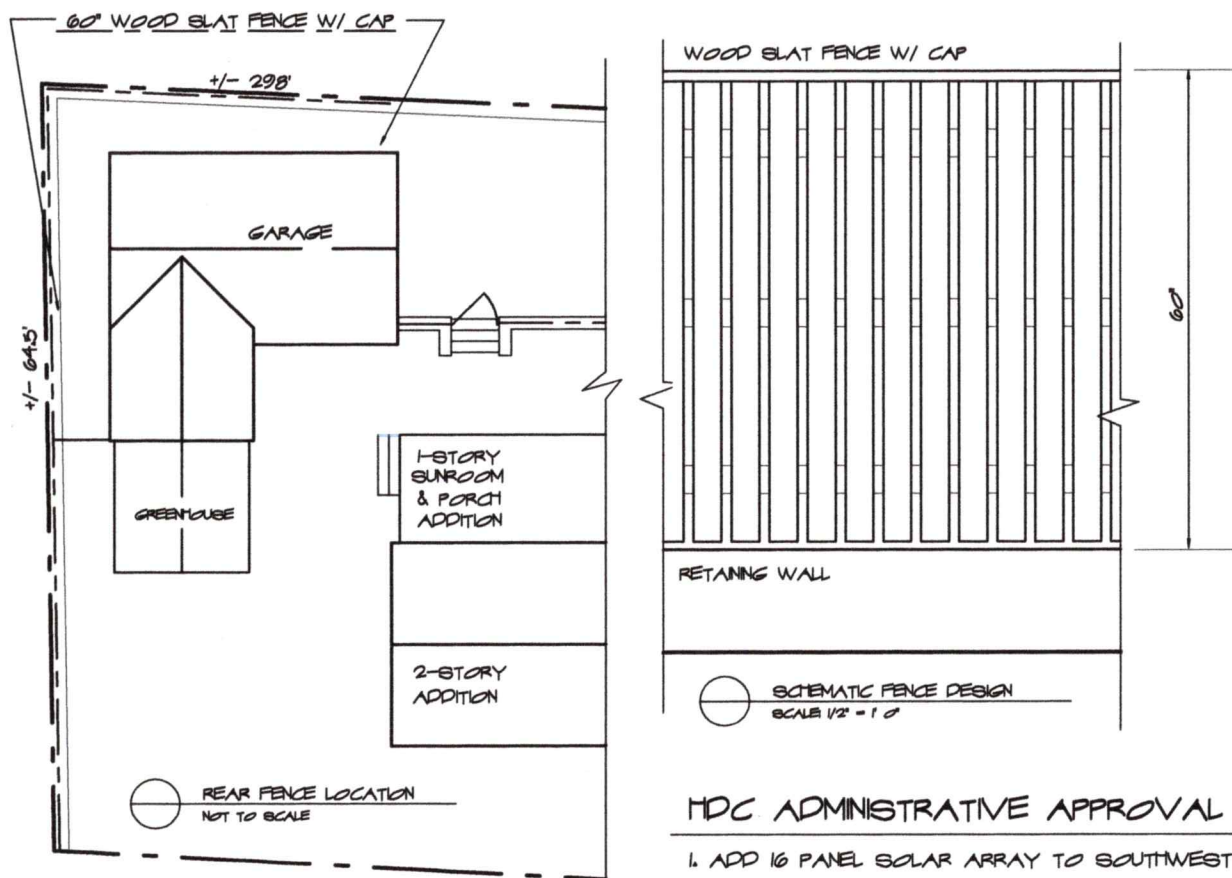 60" WOOD SLAT FENCE W/ CAP
+/- 298'
GARAGE
+/- 64.5'
GREENHOUSE
1-STORY
SUNROOM
& PORCH
ADDITION
2-STORY
ADDITION
REAR FENCE LOCATION
NOT TO SCALE
WOOD SLAT FENCE W/ CAP
60"
RETAINING WALL
SCHEMATIC FENCE DESIGN
SCALE 1/2" = 1' 0"
HDC ADMINISTRATIVE APPROVAL
1. ADD 16 PANEL SOLAR ARRAY TO SOUTHWEST